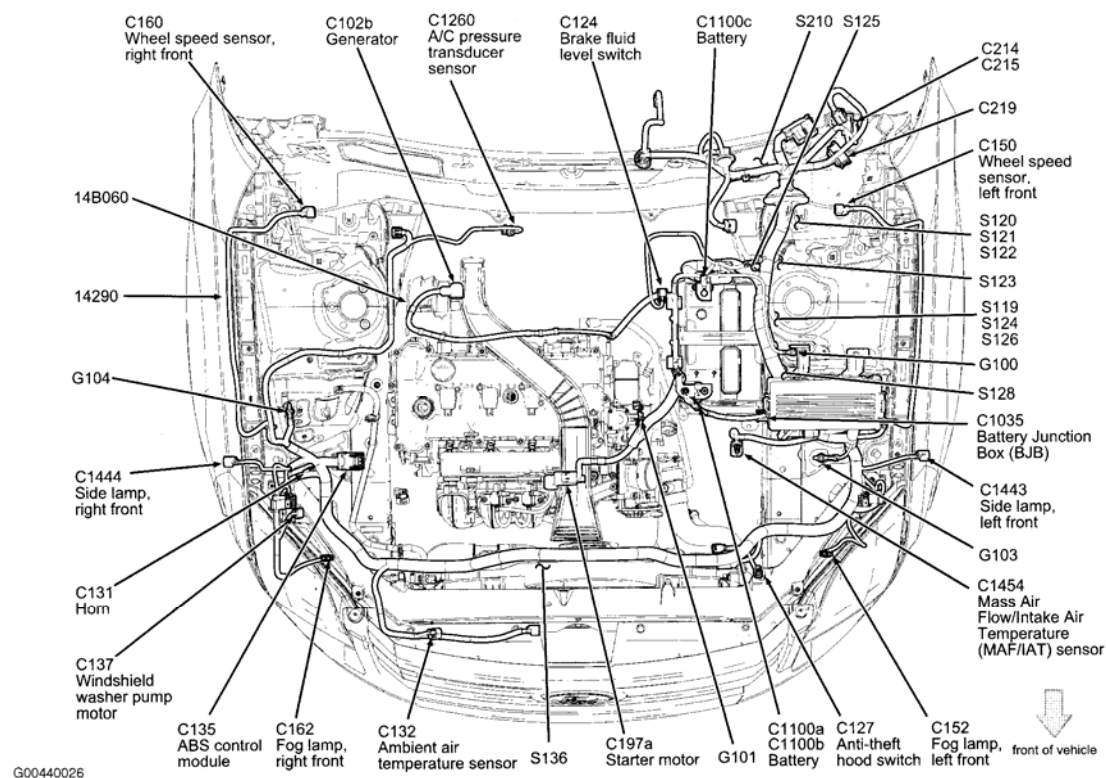 C160
Wheel speed sensor,
right front
C102b
Generator
C1260
A/C pressure
transducer
sensor
C124
Brake fluid
level switch
C1100c
Battery
S210
S125
C214
C215
C219
C150
Wheel speed
sensor,
left front
14B060
S120
S121
S122
S123
14290
S119
S124
S126
G100
G104
S128
C1035
Battery Junction
Box (BJB)
C1444
Side lamp,
right front
C1443
Side lamp,
left front
G103
C131
Horn
C1454
Mass Air
Flow/Intake Air
Temperature
(MAF/IAT) sensor
C137
Windshield
washer pump
motor
Ford
C135
ABS control
module
C162
Fog lamp,
right front
C132
Ambient air
temperature sensor
S136
C197a
Starter motor
G101
C1100a
C1100b
Battery
C127
Anti-theft
hood switch
C152
Fog lamp,
left front
front of vehicle
G00440026